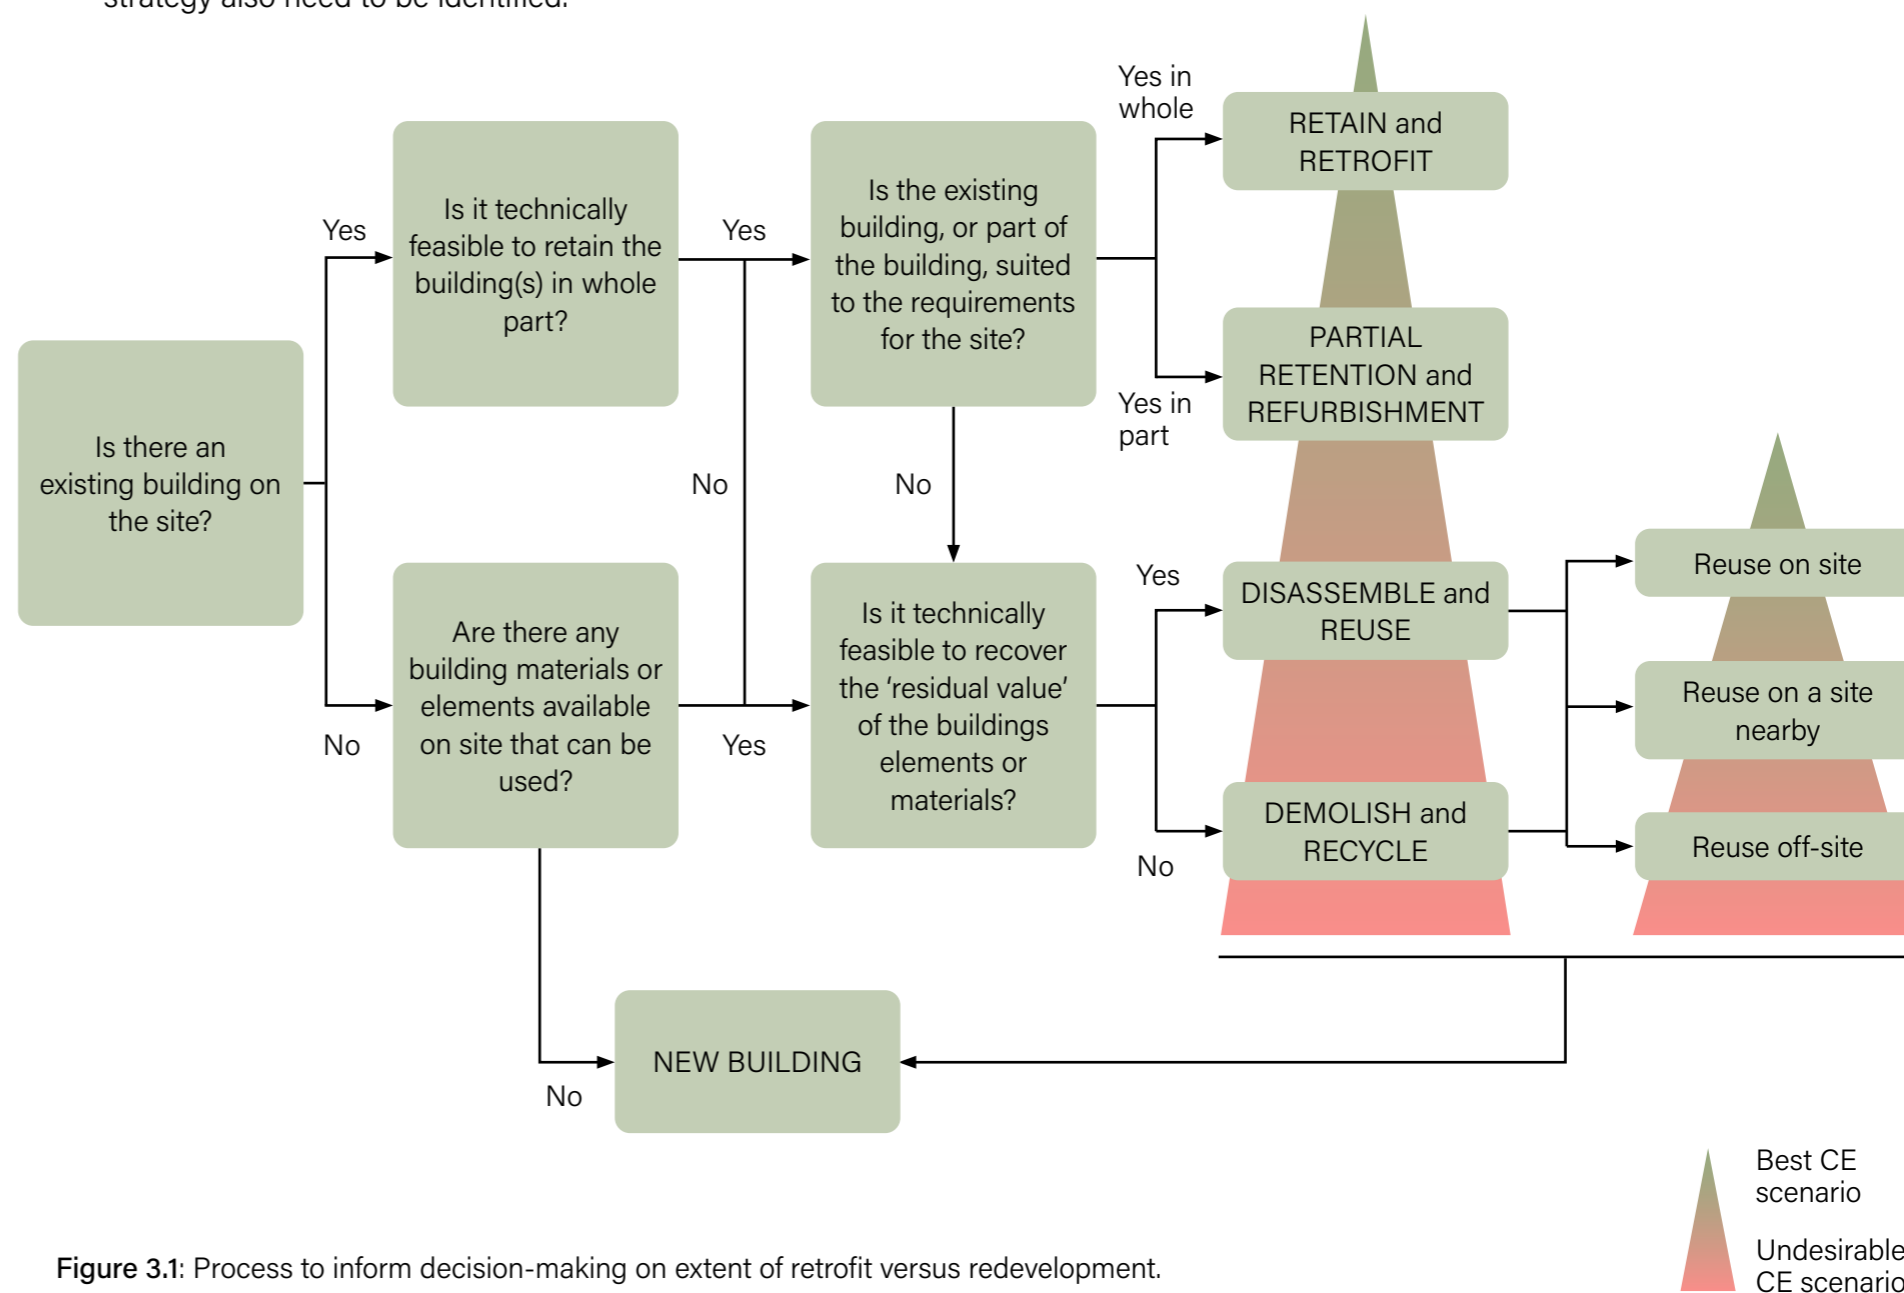 strategy also need to be identified.
Is there an
existing building on
the site?
Yes
No
Is it technically
feasible to retain the
building(s) in whole
part?
Are there any
building materials or
elements available
on site that can be
used?
Yes
No
Yes
No
Is the existing
building, or part of
the building, suited
to the requirements
for the site?
No
Is it technically
feasible to recover
the ‘residual value’
of the buildings
elements or
materials?
Yes in
whole
Yes in
part
Yes
No
RETAIN and
RETROFIT
PARTIAL
RETENTION and
REFURBISHMENT
DISASSEMBLE and
REUSE
DEMOLISH and
RECYCLE
Reuse on site
Reuse on a site
nearby
Reuse off-site
NEW BUILDING
Best CE
scenario
Undesirable
CE scenario
Figure 3.1: Process to inform decision-making on extent of retrofit versus redevelopment.